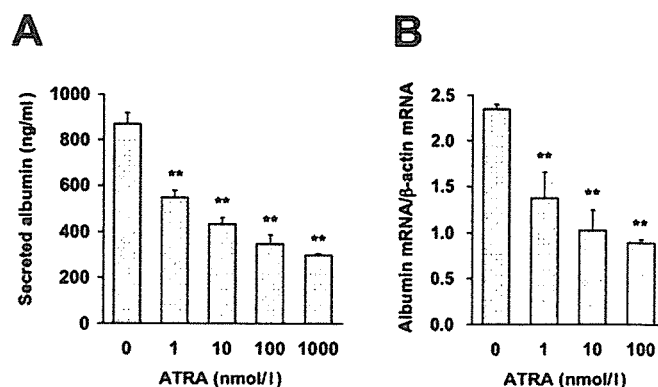 A
Secreted albumin (ng/ml)
1000
800
600
400
200
0
**
**
**
**
0 1 10 100 1000
ATRA (nmol/l)
B
Albumin mRNA/β-actin mRNA
2.5
2.0
1.5
1.0
0.5
0.0
**
**
**
0 1 10 100
ATRA (nmol/l)